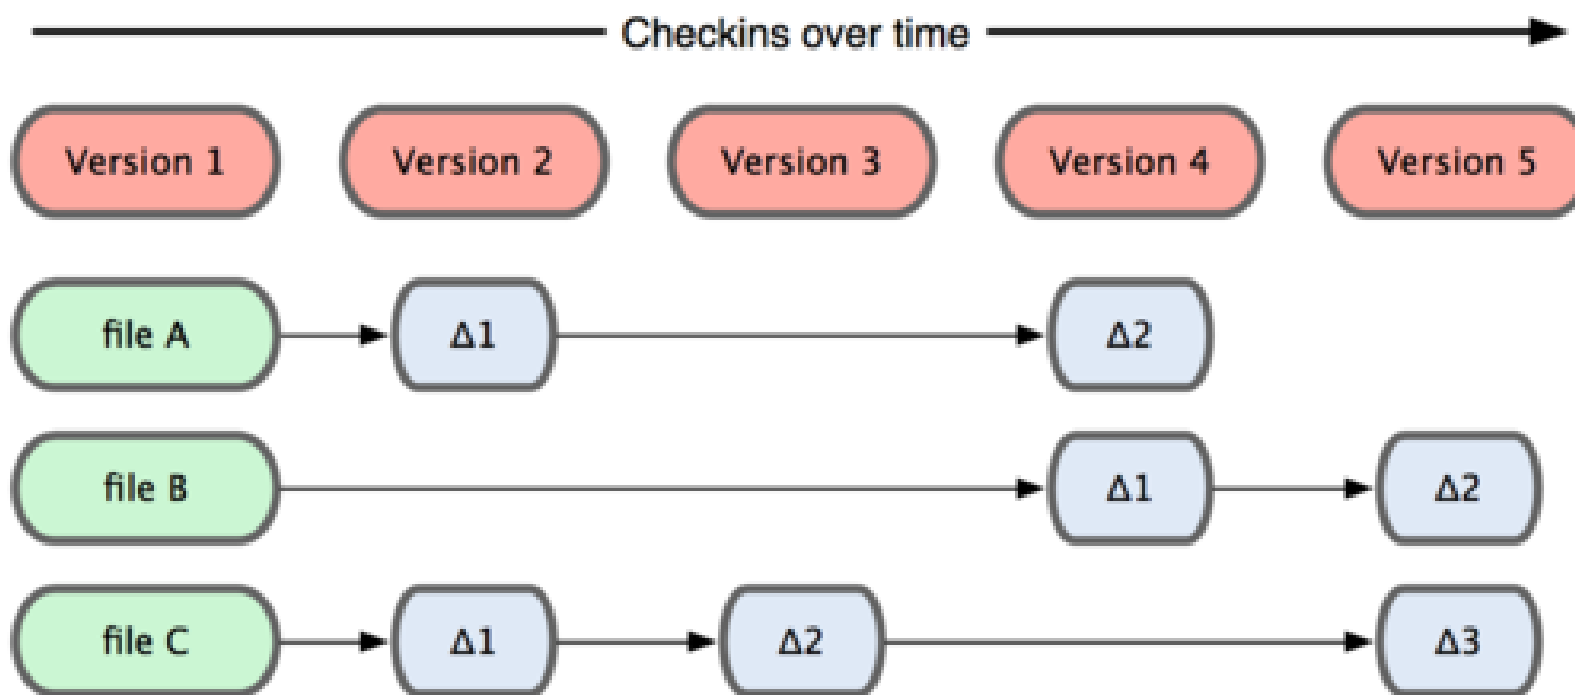 Checkins over time
Version 1 Version 2 Version 3 Version 4 Version 5
file A Δ1 Δ2
file B Δ1 Δ2
file C Δ1 Δ2 Δ3